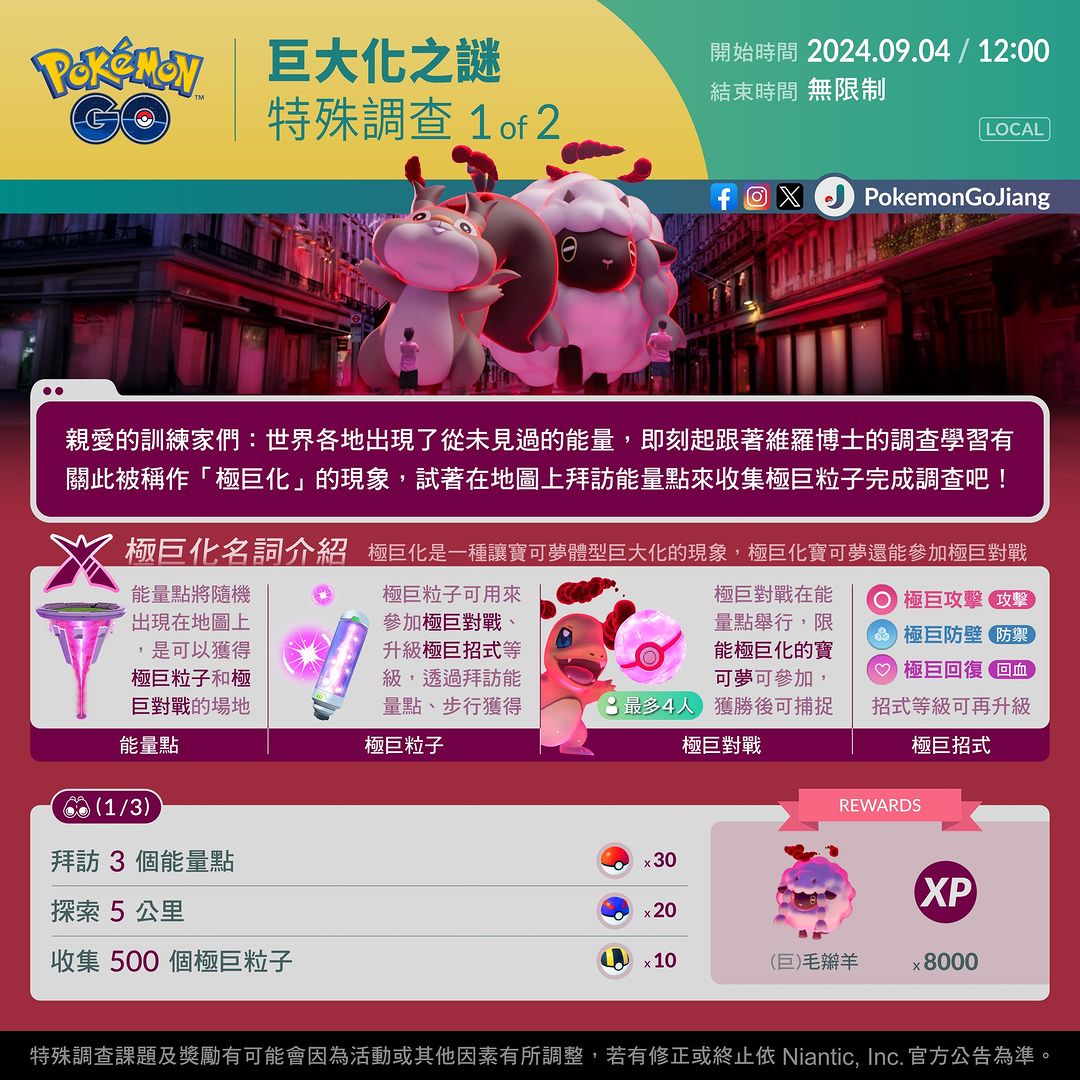 POKÉMON GO™
巨大化之謎
特殊調查 1 of 2
開始時間 2024.09.04 / 12:00
結束時間 無限制
LOCAL
PokemonGoJiang
親愛的訓練家們：世界各地出現了從未見過的能量，即刻起跟著維羅博士的調查學習有
關此被稱作「極巨化」的現象，試著在地圖上拜訪能量點來收集極巨粒子完成調查吧！
極巨化名詞介紹 極巨化是一種讓寶可夢體型巨大化的現象，極巨化寶可夢還能參加極巨對戰
能量點將隨機
出現在地圖上
，是可以獲得
極巨粒子和極
巨對戰的場地
能量點
極巨粒子可用來
參加極巨對戰、
升級極巨招式等
級，透過拜訪能
量點、步行獲得
極巨粒子
最多4人
極巨對戰在能
量點舉行，限
能極巨化的寶
可夢可參加，
獲勝後可捕捉
極巨對戰
極巨攻擊 攻擊
極巨防壁 防禦
極巨回復 回血
招式等級可再升級
極巨招式
(1/3)
拜訪 3 個能量點 x30
探索 5 公里 x20
收集 500 個極巨粒子 x10
REWARDS
XP
(巨)毛辮羊 x8000
特殊調查課題及獎勵有可能會因為活動或其他因素有所調整，若有修正或終止依 Niantic, Inc. 官方公告為準。